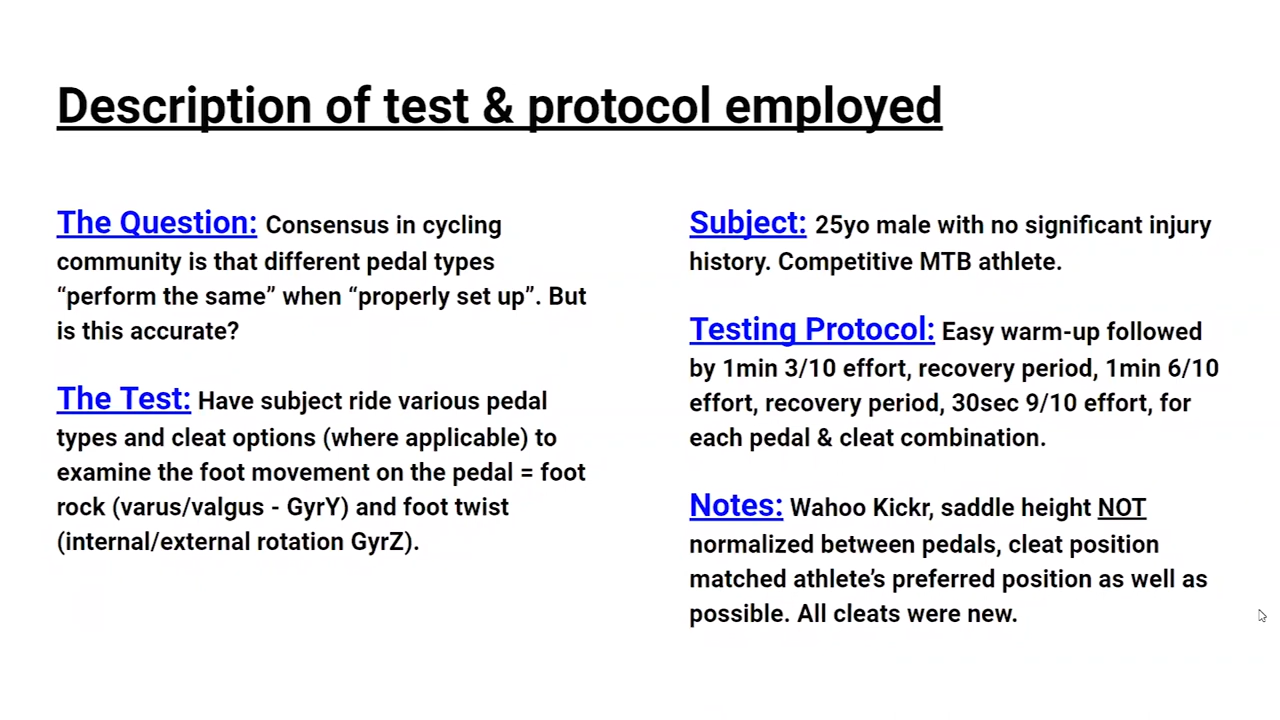 Description of test & protocol employed
The Question: Consensus in cycling
community is that different pedal types
“perform the same” when “properly set up”. But
is this accurate?
The Test: Have subject ride various pedal
types and cleat options (where applicable) to
examine the foot movement on the pedal = foot
rock (varus/valgus - GyrY) and foot twist
(internal/external rotation GyrZ).
Subject: 25yo male with no significant injury
history. Competitive MTB athlete.
Testing Protocol: Easy warm-up followed
by 1min 3/10 effort, recovery period, 1min 6/10
effort, recovery period, 30sec 9/10 effort, for
each pedal & cleat combination.
Notes: Wahoo Kickr, saddle height NOT
normalized between pedals, cleat position
matched athlete’s preferred position as well as
possible. All cleats were new.